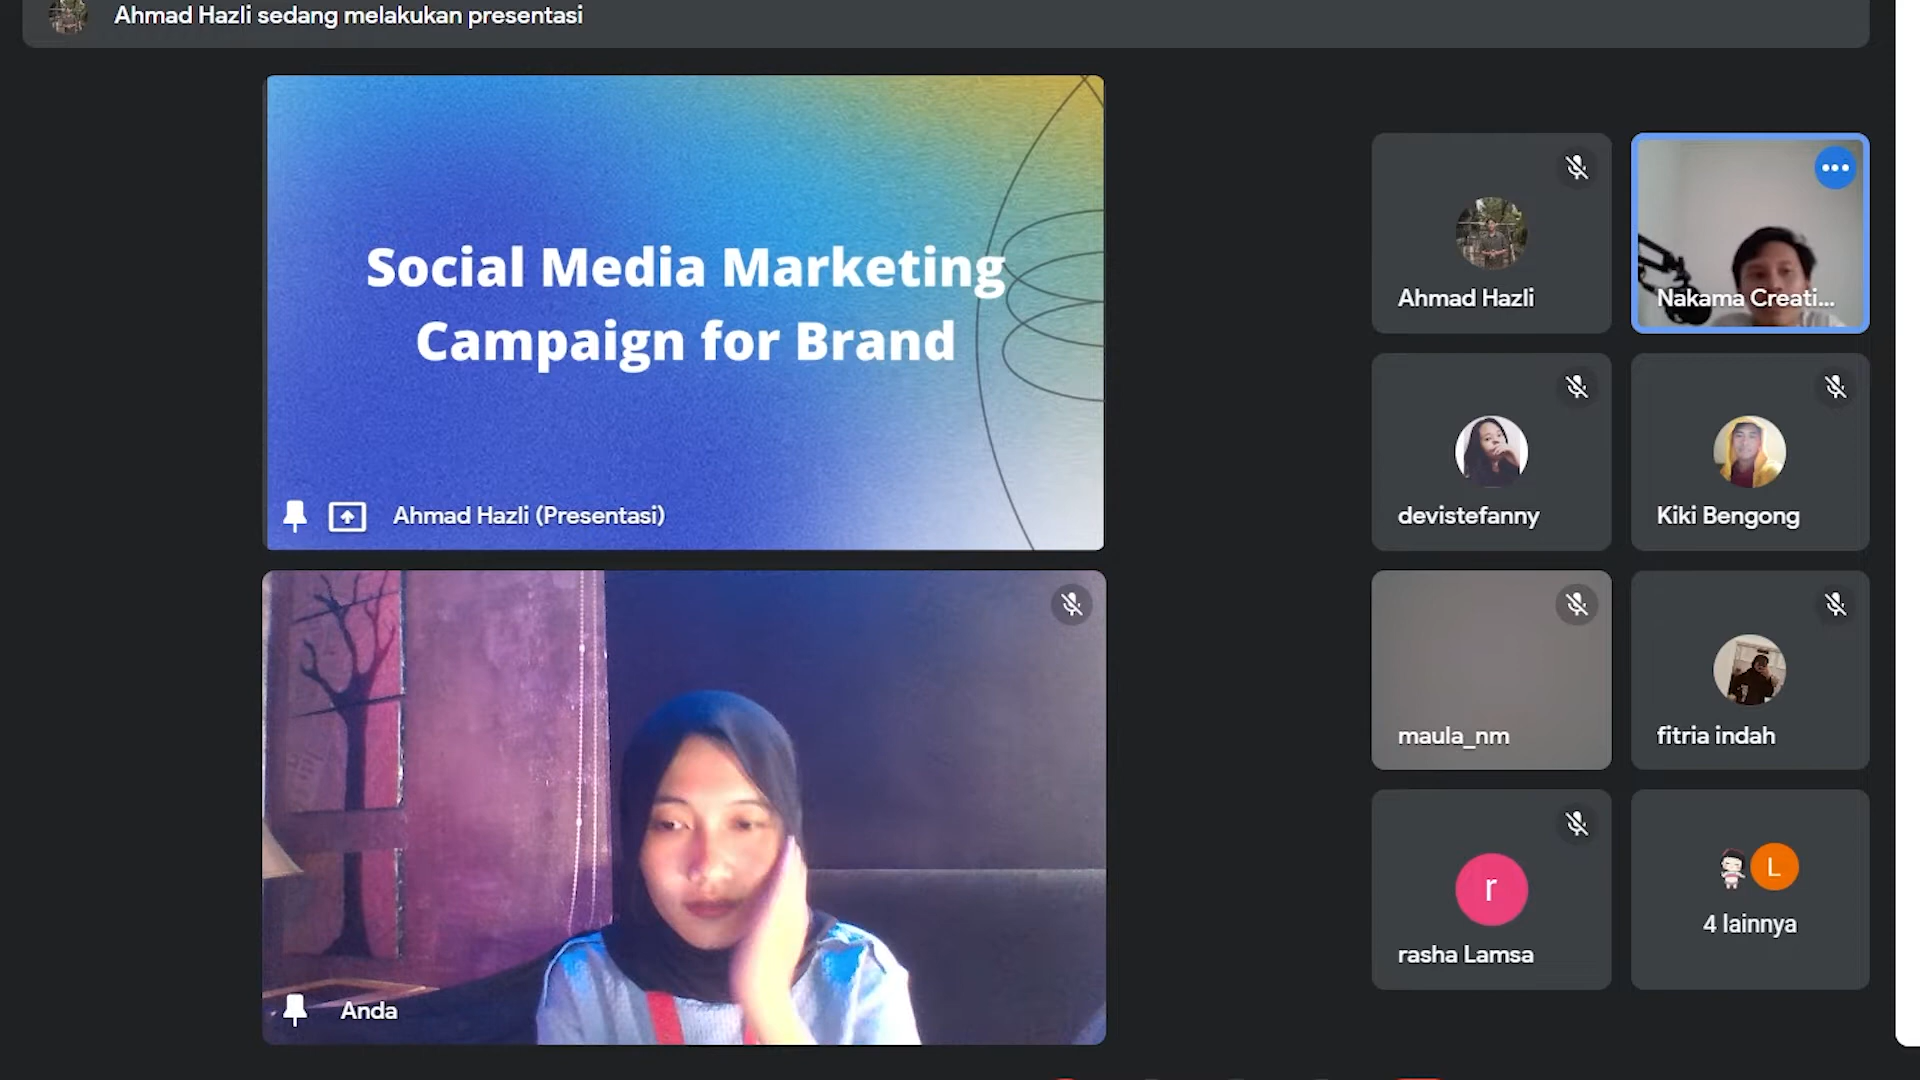 Ahmad Hazli sedang melakukan presentasi
Social Media Marketing
Campaign for Brand
Ahmad Hazli (Presentasi)
Anda
Ahmad Hazli
Nakama Creati...
devistefanny
Kiki Bengong
maula_nm
fitria indah
r
rasha Lamsa
L
4 lainnya